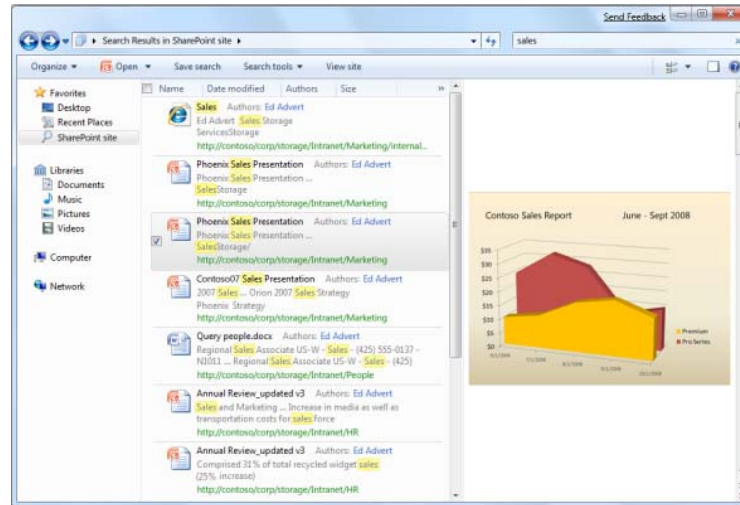 Send Feedback
Search Results in SharePoint site
sales
Organize
Open
Save search
Search tools
View site
Favorites
Desktop
Recent Places
SharePoint site
Libraries
Documents
Music
Pictures
Videos
Computer
Network
Name Date modified Authors Size
Sales Authors: Ed Advert
Ed Advert Sales Storage
ServicesStorage
http://contoso/corp/storage/Intranet/Marketing/internal...
Phoenix Sales Presentation Authors: Ed Advert
Phoenix Sales Presentation ...
SalesStorage
http://contoso/corp/storage/Intranet/Marketing
Phoenix Sales Presentation Authors: Ed Advert
Phoenix Sales Presentation ...
SalesStorage/
http://contoso/corp/storage/Intranet/Marketing
Contoso07 Sales Presentation Authors: Ed Advert
2007 Sales ... Orion 2007 Sales Strategy
Phoenix Strategy
http://contoso/corp/storage/Intranet/Marketing
Query people.docx Authors: Ed Advert
Regional Sales Associate US-W - Sales - (425) 555-0137 -
NI011 ... Regional Sales Associate US-W - Sales - (425)
http://contoso/corp/storage/Intranet/People
Annual Review_updated v3 Authors: Ed Advert
Sales and Marketing ... Increase in media as well as
transportation costs for sales force
http://contoso/corp/storage/Intranet/HR
Annual Review_updated v3 Authors: Ed Advert
Comprised 31% of total recycled widget sales
(25% increase)
http://contoso/corp/storage/Intranet/HR
Contoso Sales Report June - Sept 2008
$35
$30
$25
$20
$15
$10
$5
$0
Premium
Pro Series